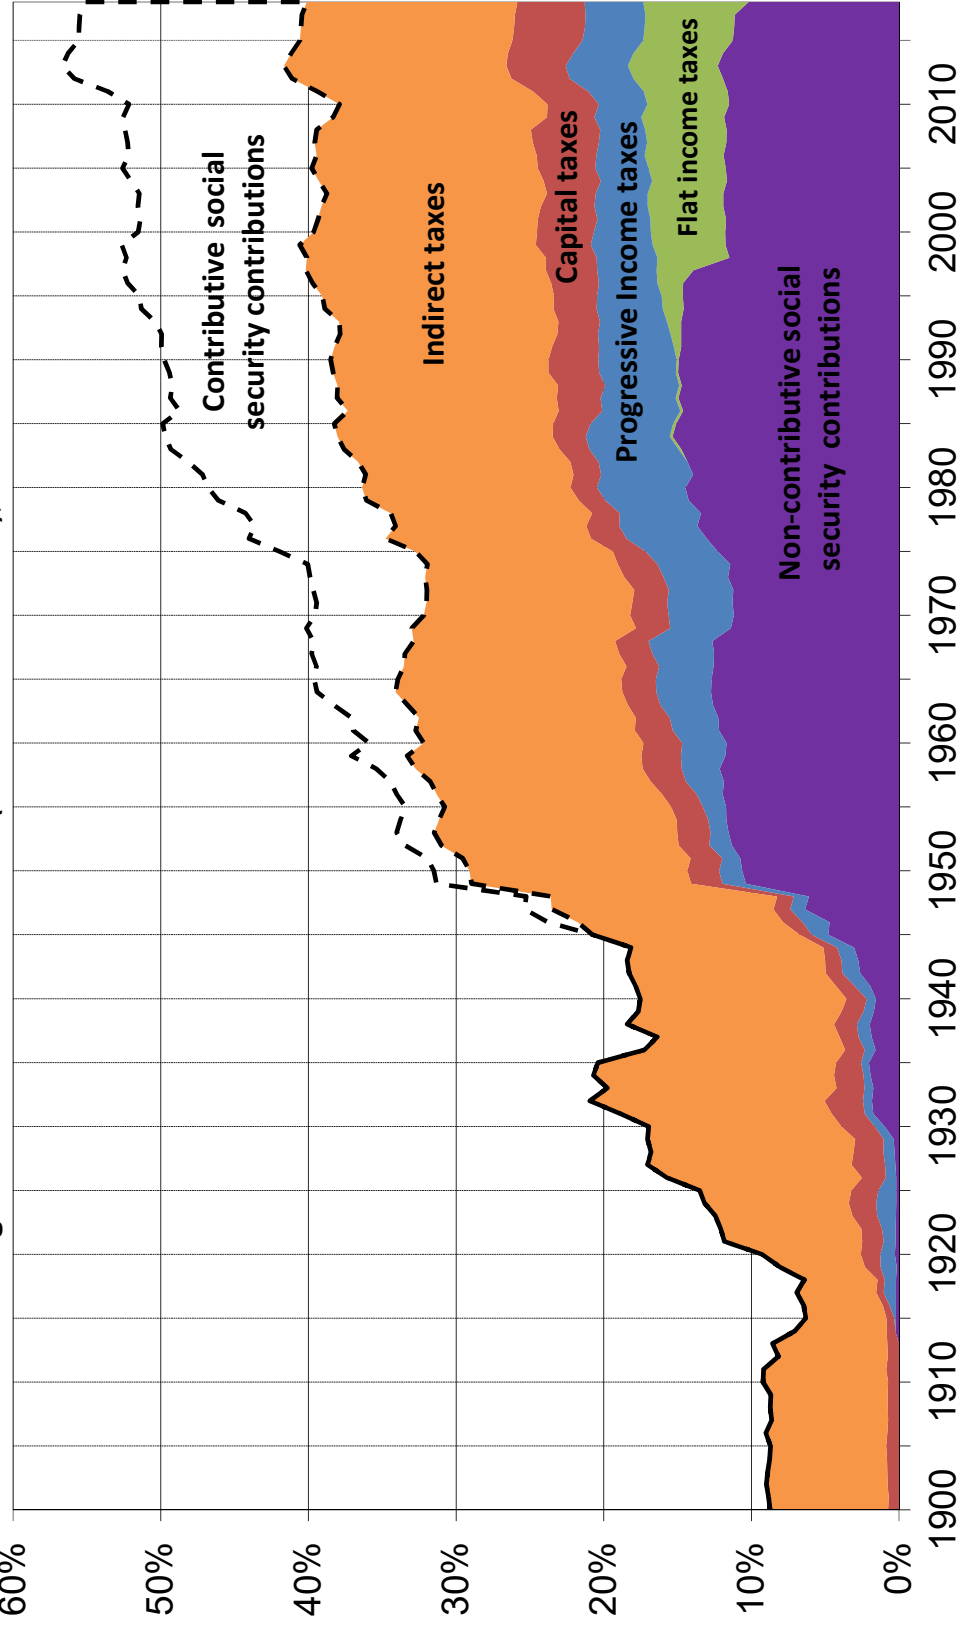 60%
50%
40%
30%
20%
10%
0%
Contributive social
security contributions
Indirect taxes
Capital taxes
Progressive Income taxes
Flat income taxes
Non-contributive social
security contributions
1900
1910
1920
1930
1940
1950
1960
1970
1980
1990
2000
2010